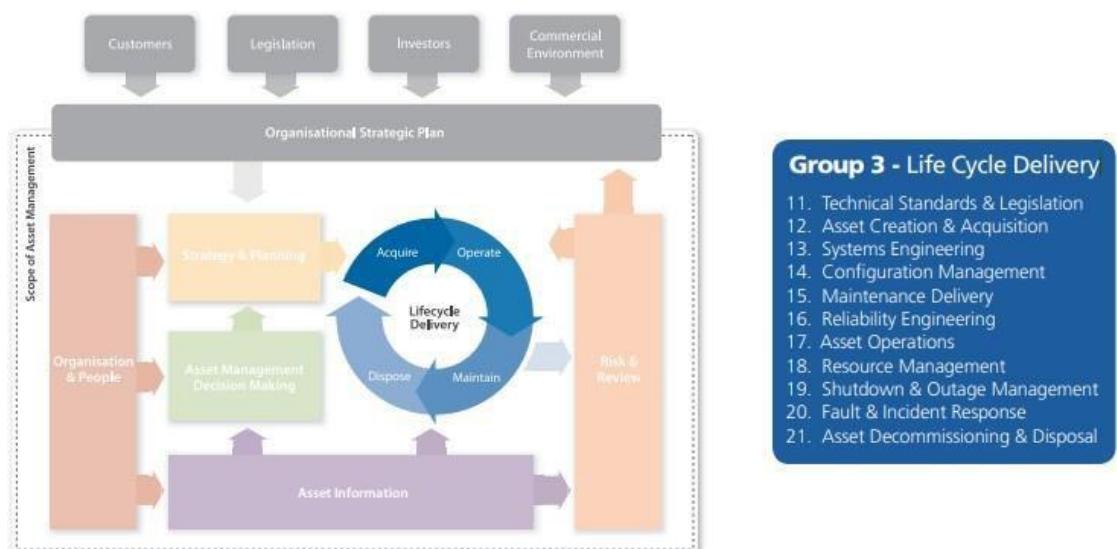 Customers
Legislation
Investors
Commercial
Environment
Organisational Strategic Plan
Scope of Asset Management
Strategy & Planning
Acquire
Operate
Lifecycle
Delivery
Organisation
& People
Asset Management
Decision Making
Dispose
Maintain
Risk &
Review
Asset Information
Group 3 - Life Cycle Delivery
11. Technical Standards & Legislation
12. Asset Creation & Acquisition
13. Systems Engineering
14. Configuration Management
15. Maintenance Delivery
16. Reliability Engineering
17. Asset Operations
18. Resource Management
19. Shutdown & Outage Management
20. Fault & Incident Response
21. Asset Decommissioning & Disposal